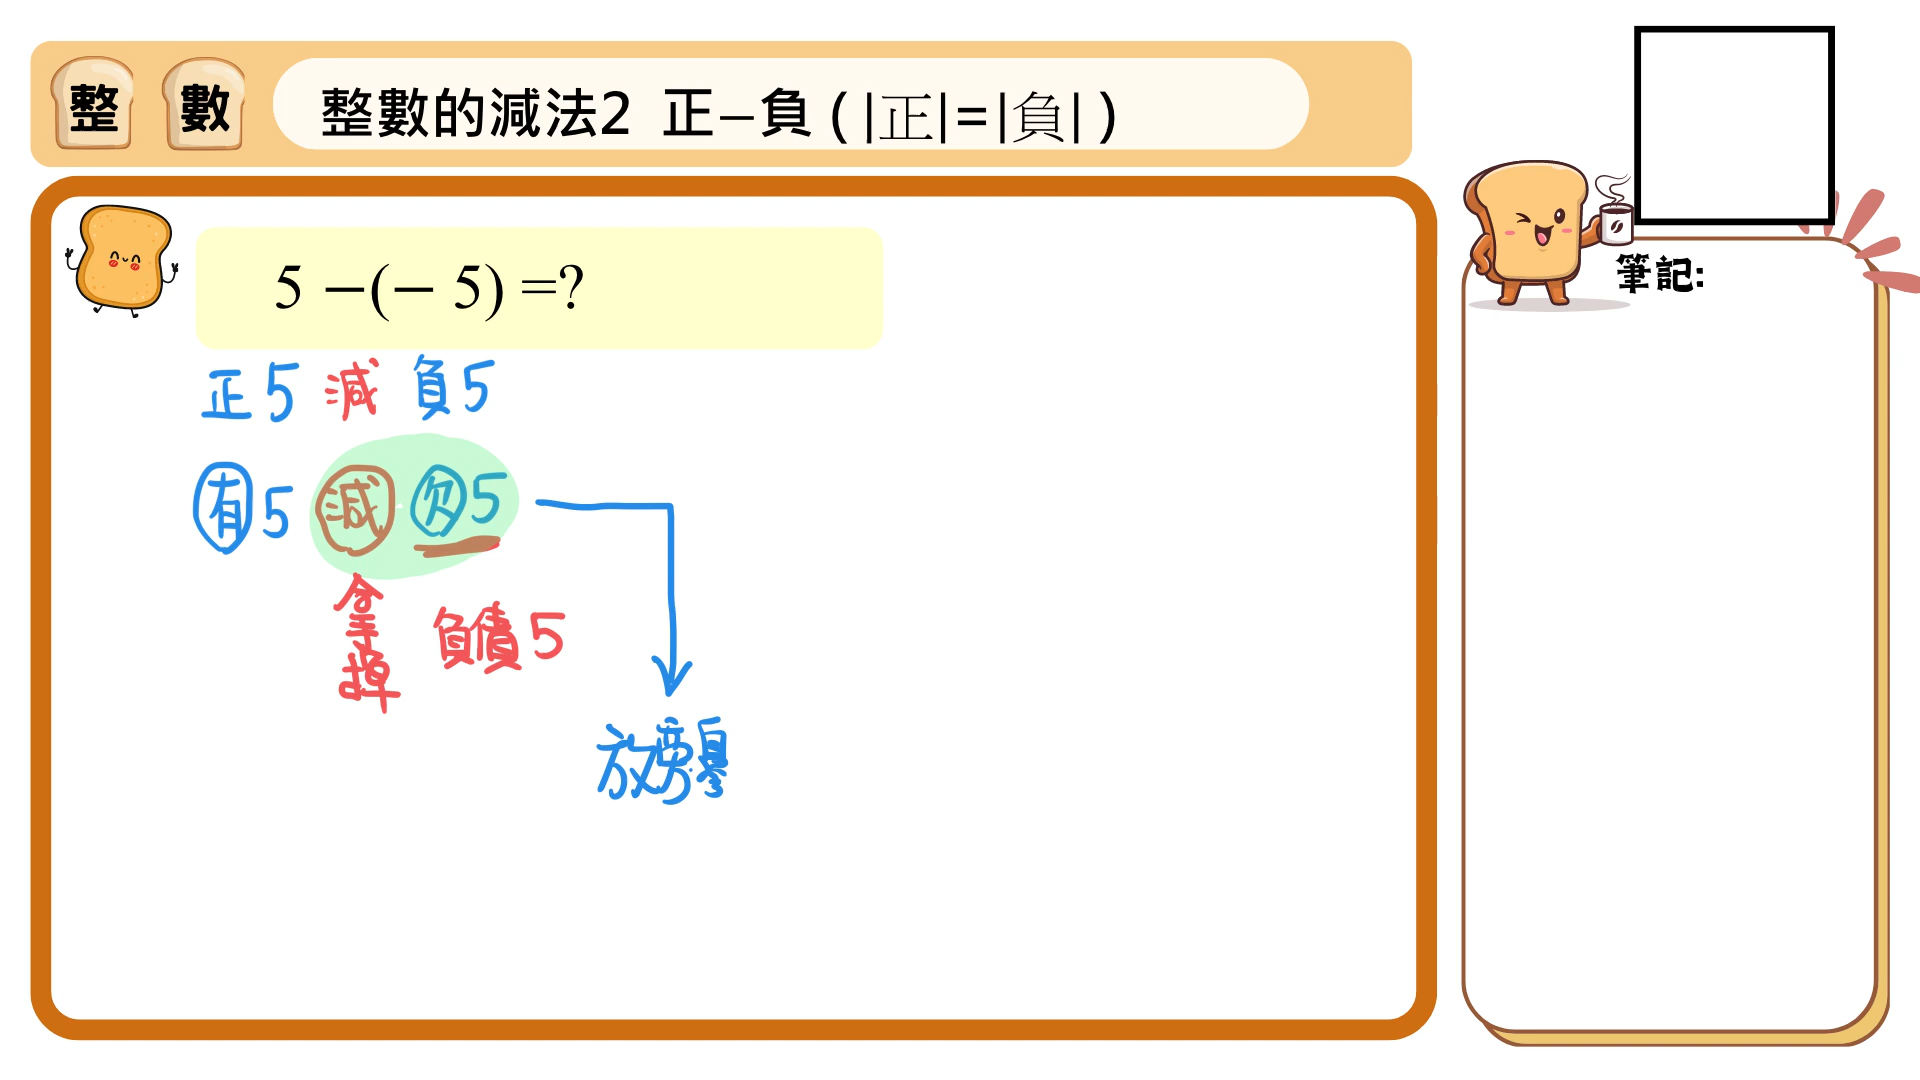 整 數 整數的減法2 正–負(|正|=|負|)
筆記:
5 −(− 5) =?
正5 減 負5
有5 減 欠5
拿掉 負債5
放